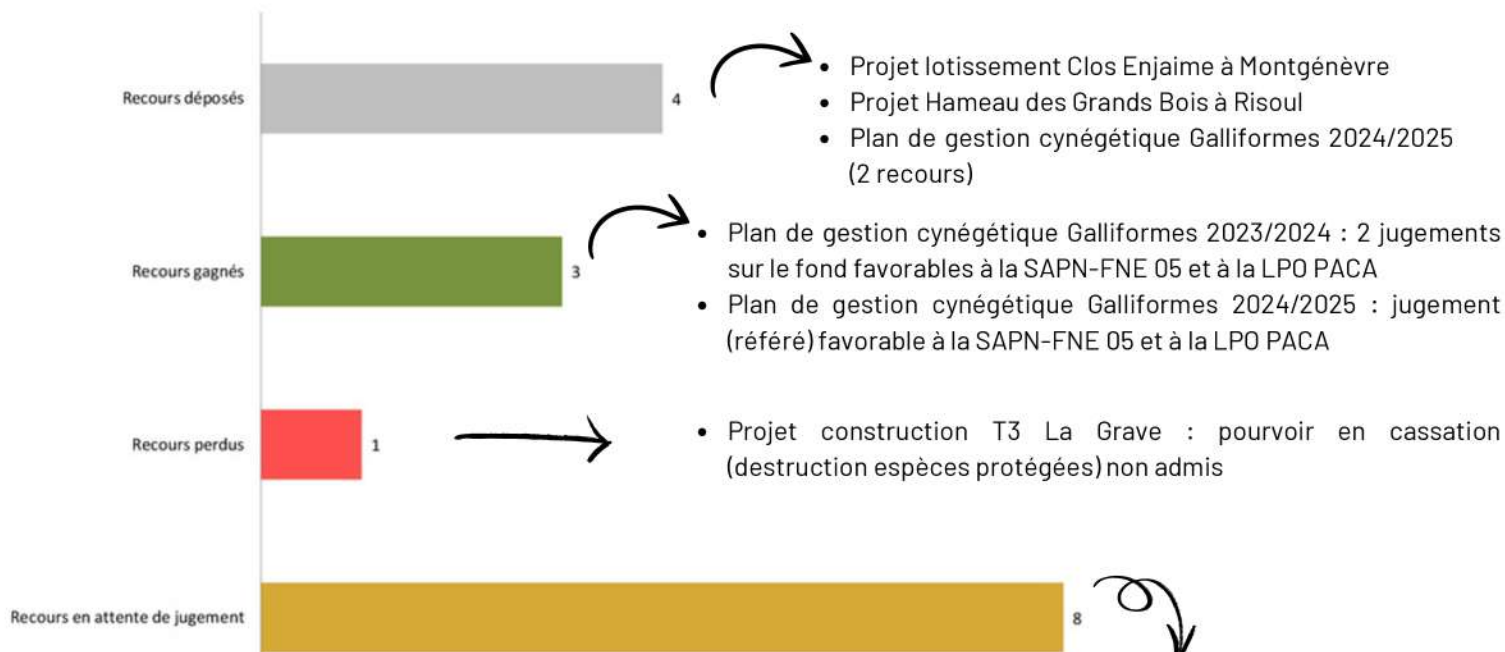 Recours déposés
4
• Projet lotissement Clos Enjaime à Montgénèvre
• Projet Hameau des Grands Bois à Risoul
• Plan de gestion cynégétique Galliformes 2024/2025
(2 recours)
Recours gagnés
3
• Plan de gestion cynégétique Galliformes 2023/2024 : 2 jugements
sur le fond favorables à la SAPN-FNE 05 et à la LPO PACA
• Plan de gestion cynégétique Galliformes 2024/2025 : jugement
(référé) favorable à la SAPN-FNE 05 et à la LPO PACA
Recours perdus
1
• Projet construction T3 La Grave : pourvoir en cassation
(destruction espèces protégées) non admis
Recours en attente de jugement
8